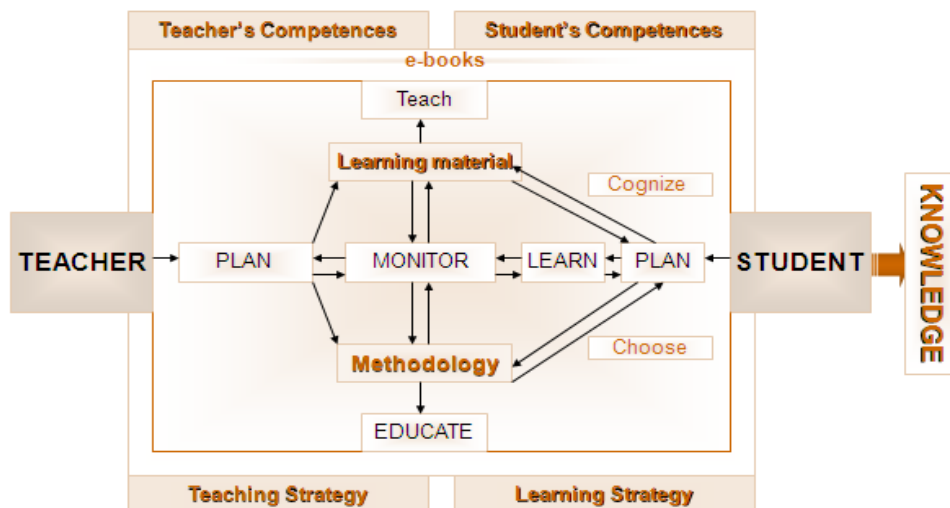 Teacher's Competences
Student's Competences
e-books
Teach
Learning material
Cognize
TEACHER
PLAN
MONITOR
LEARN
PLAN
STUDENT
KNOWLEDGE
Choose
Methodology
EDUCATE
Teaching Strategy
Learning Strategy